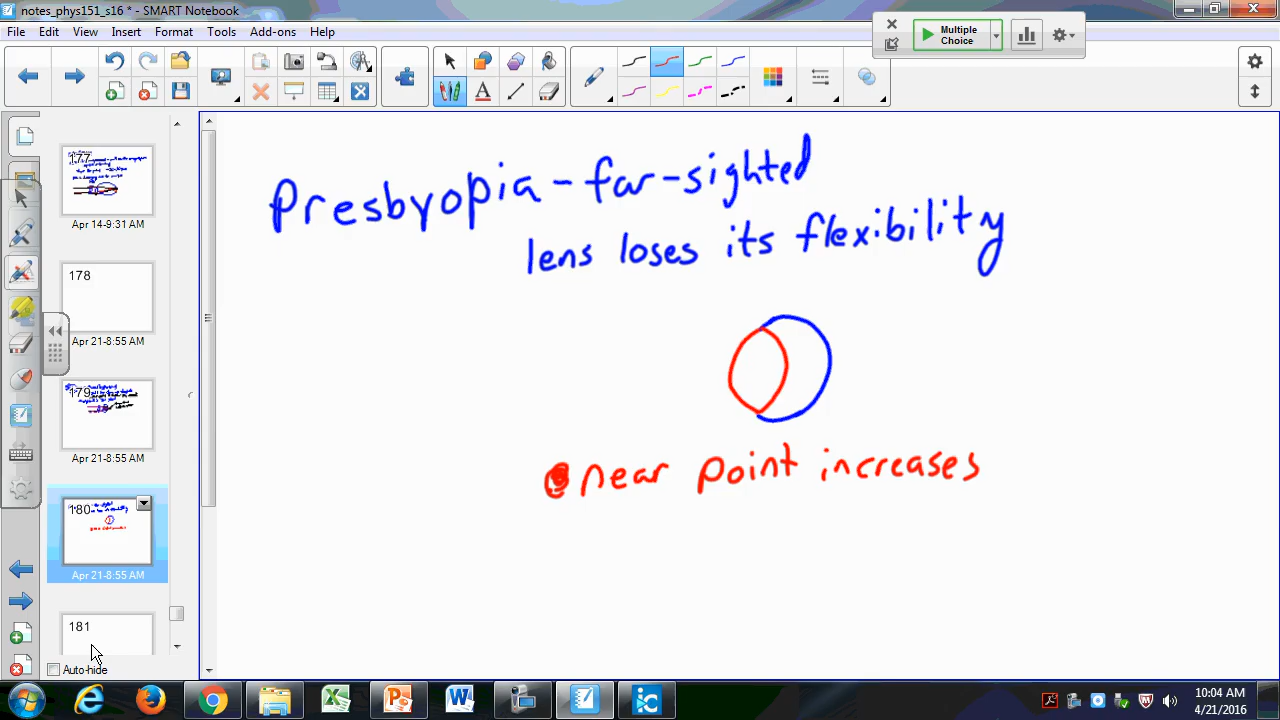 notes_phys151_s16 * - SMART Notebook
File Edit View Insert Format Tools Add-ons Help
Multiple
Choice
177
Apr 14-9:31 AM
178
Apr 21-8:55 AM
179
Apr 21-8:55 AM
180
Apr 21-8:55 AM
181
Auto-hide
Presbyopia - far-sighted
lens loses its flexibility
near point increases
10:04 AM
4/21/2016